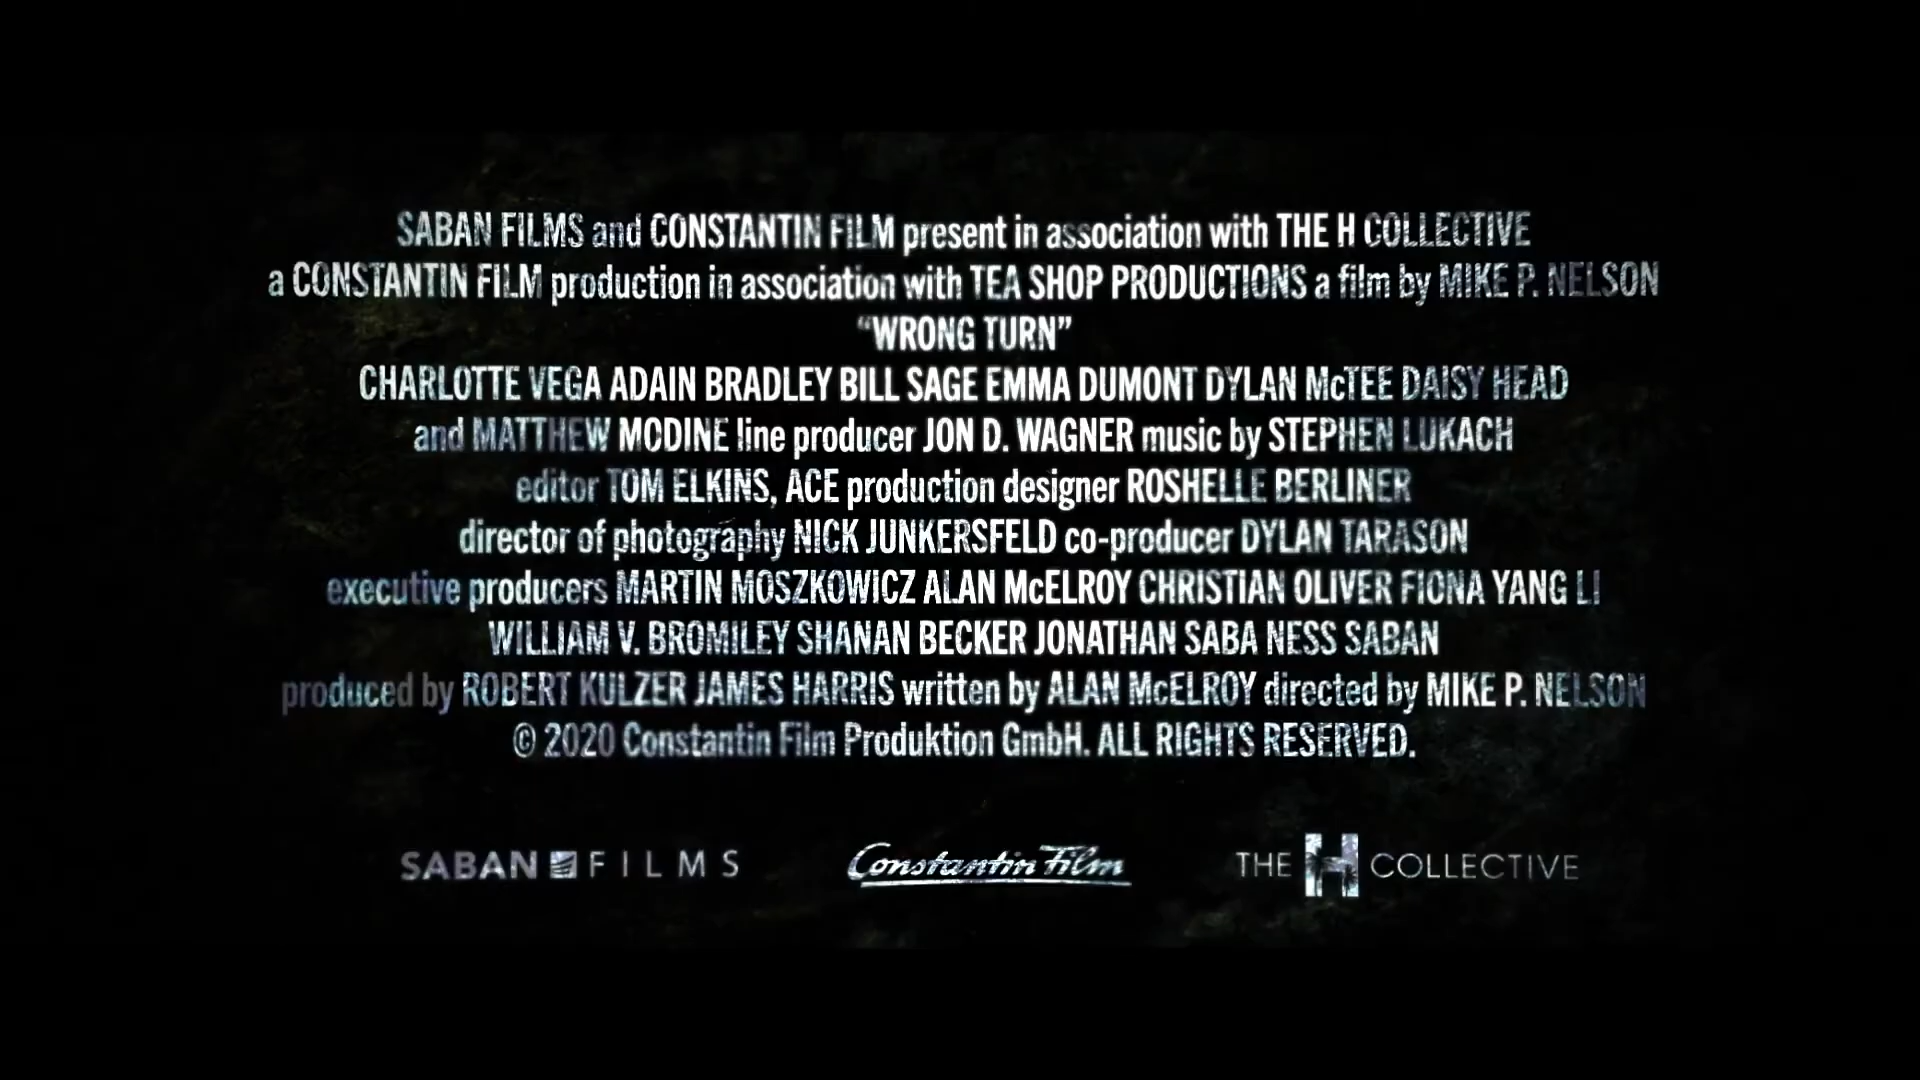 SABAN FILMS and CONSTANTIN FILM present in association with THE H COLLECTIVE
a CONSTANTIN FILM production in association with TEA SHOP PRODUCTIONS a film by MIKE P. NELSON
“WRONG TURN”
CHARLOTTE VEGA ADAIN BRADLEY BILL SAGE EMMA DUMONT DYLAN McTEE DAISY HEAD
and MATTHEW MODINE line producer JON D. WAGNER music by STEPHEN LUKACH
editor TOM ELKINS, ACE production designer ROSHELLE BERLINER
director of photography NICK JUNKERSFELD co-producer DYLAN TARASON
executive producers MARTIN MOSZKOWICZ ALAN McELROY CHRISTIAN OLIVER FIONA YANG LI
WILLIAM V. BROMILEY SHANAN BECKER JONATHAN SABA NESS SABAN
produced by ROBERT KULZER JAMES HARRIS written by ALAN McELROY directed by MIKE P. NELSON
© 2020 Constantin Film Produktion GmbH. ALL RIGHTS RESERVED.
SABAN FILMS Constantin Film THE H COLLECTIVE